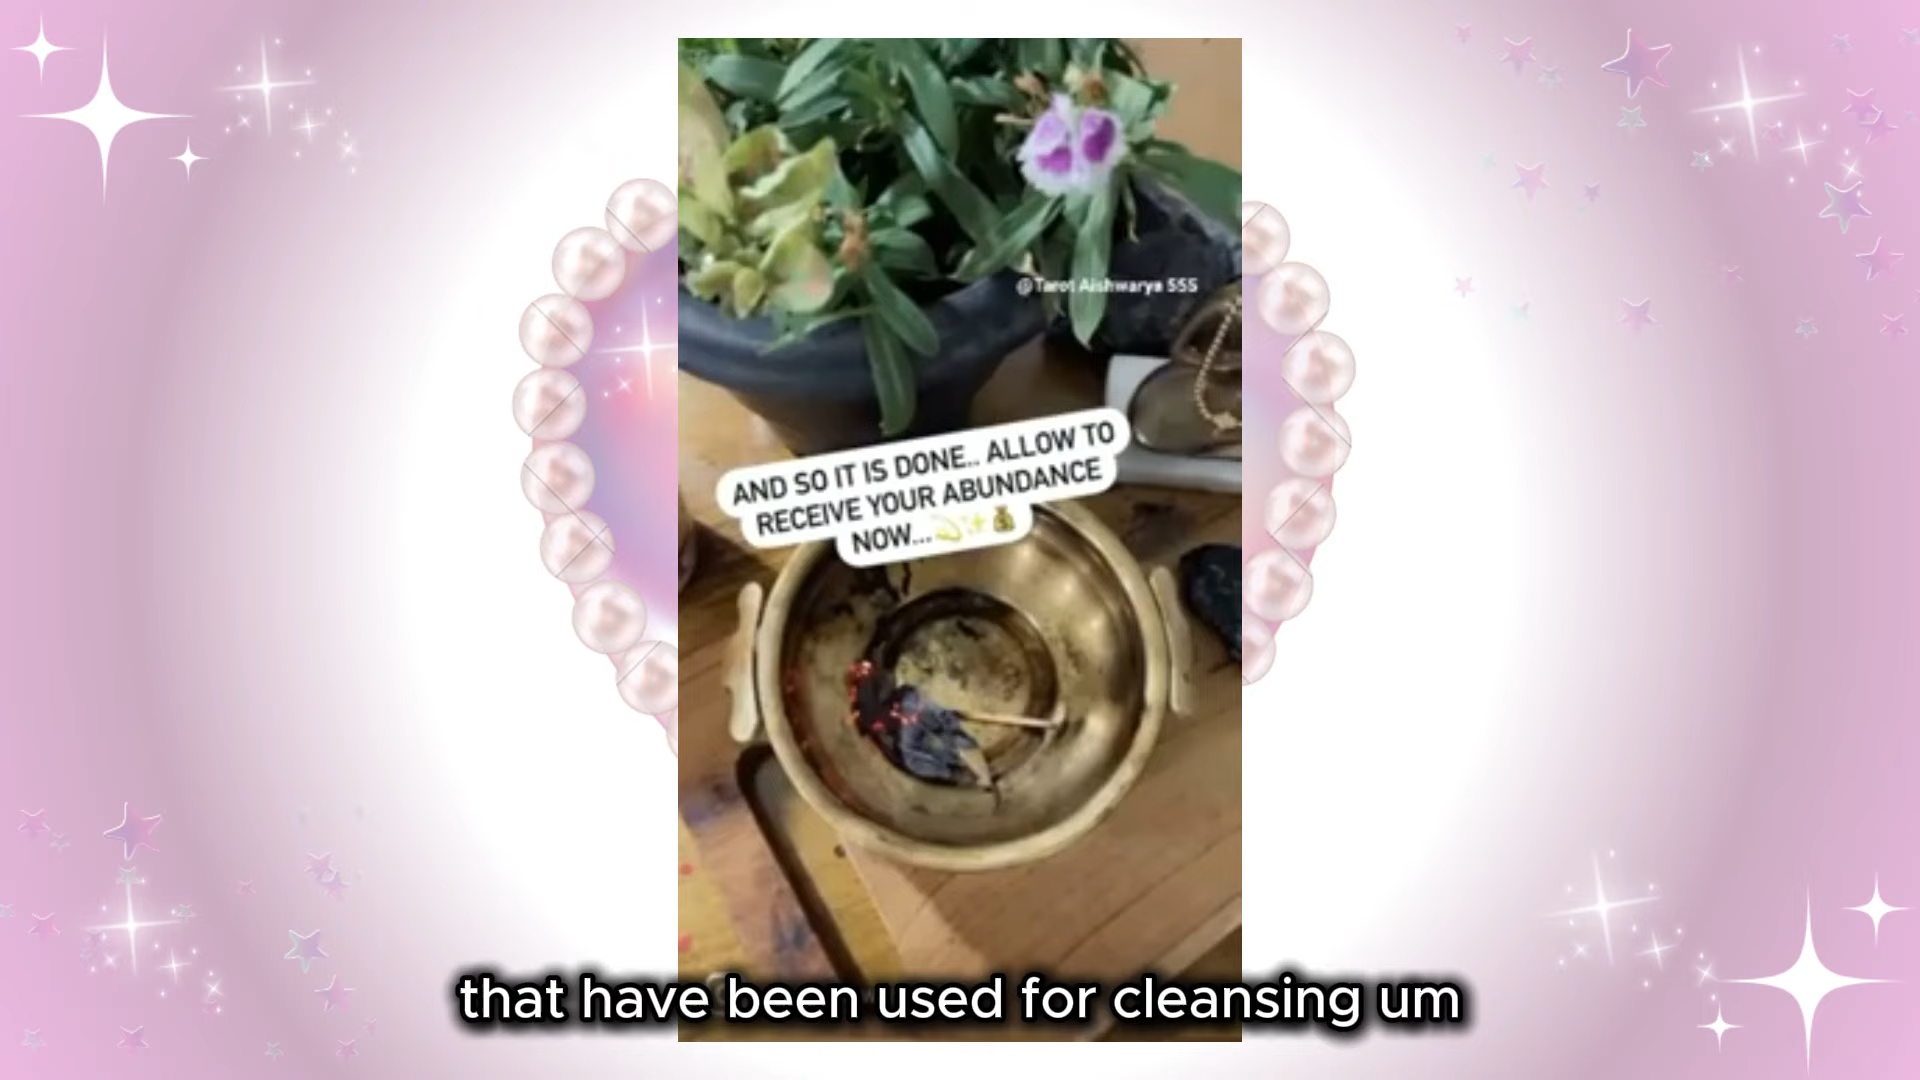 @Tarot Aishwarya 555
AND SO IT IS DONE.. ALLOW TO
RECEIVE YOUR ABUNDANCE
NOW...💫✨💰
that have been used for cleansing um